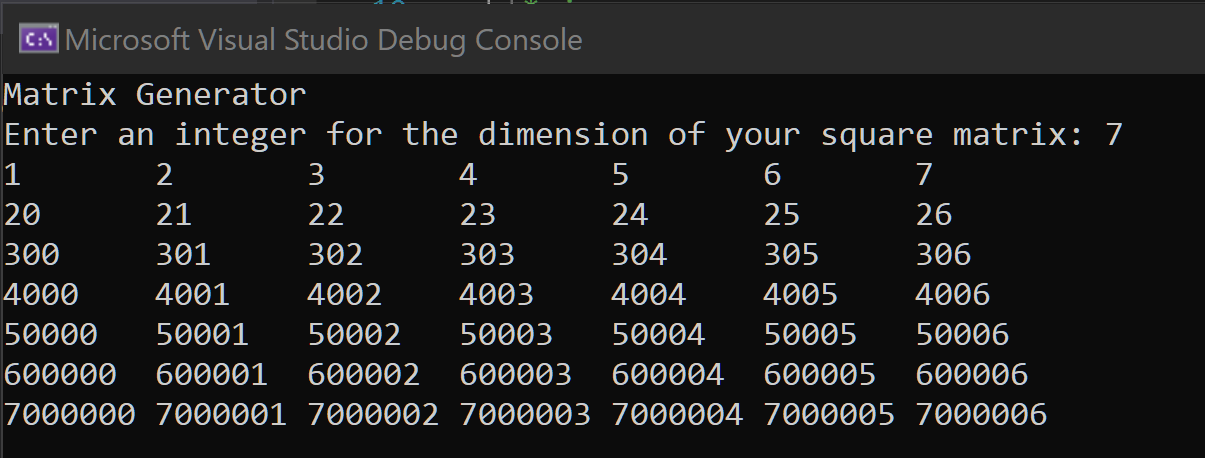 Microsoft Visual Studio Debug Console
Matrix Generator
Enter an integer for the dimension of your square matrix: 7
1 2 3 4 5 6 7
20 21 22 23 24 25 26
300 301 302 303 304 305 306
4000 4001 4002 4003 4004 4005 4006
50000 50001 50002 50003 50004 50005 50006
600000 600001 600002 600003 600004 600005 600006
7000000 7000001 7000002 7000003 7000004 7000005 7000006